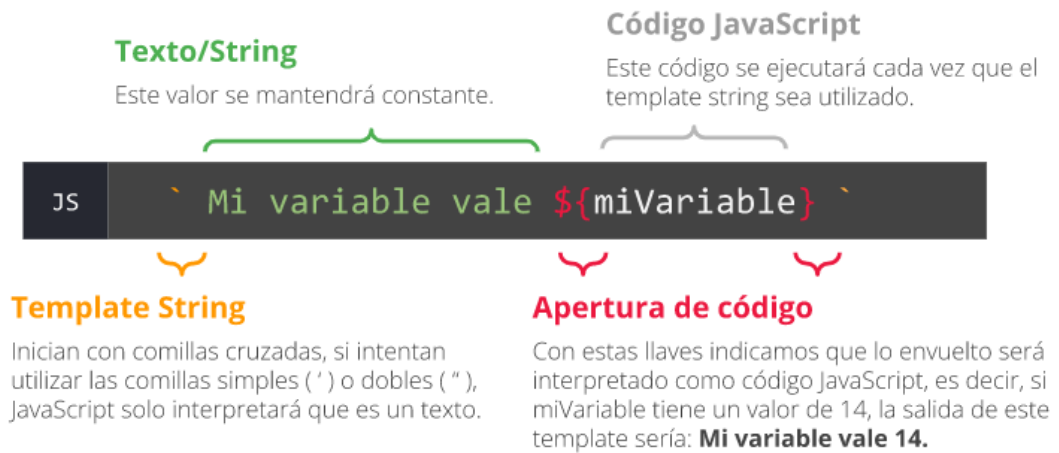 Texto/String
Este valor se mantendrá constante.
Código JavaScript
Este código se ejecutará cada vez que el
template string sea utilizado.
JS
` Mi variable vale ${miVariable} `
Template String
Inician con comillas cruzadas, si intentan
utilizar las comillas simples ( ‘ ) o dobles ( “ ),
JavaScript solo interpretará que es un texto.
Apertura de código
Con estas llaves indicamos que lo envuelto será
interpretado como código JavaScript, es decir, si
miVariable tiene un valor de 14, la salida de este
template sería: Mi variable vale 14.